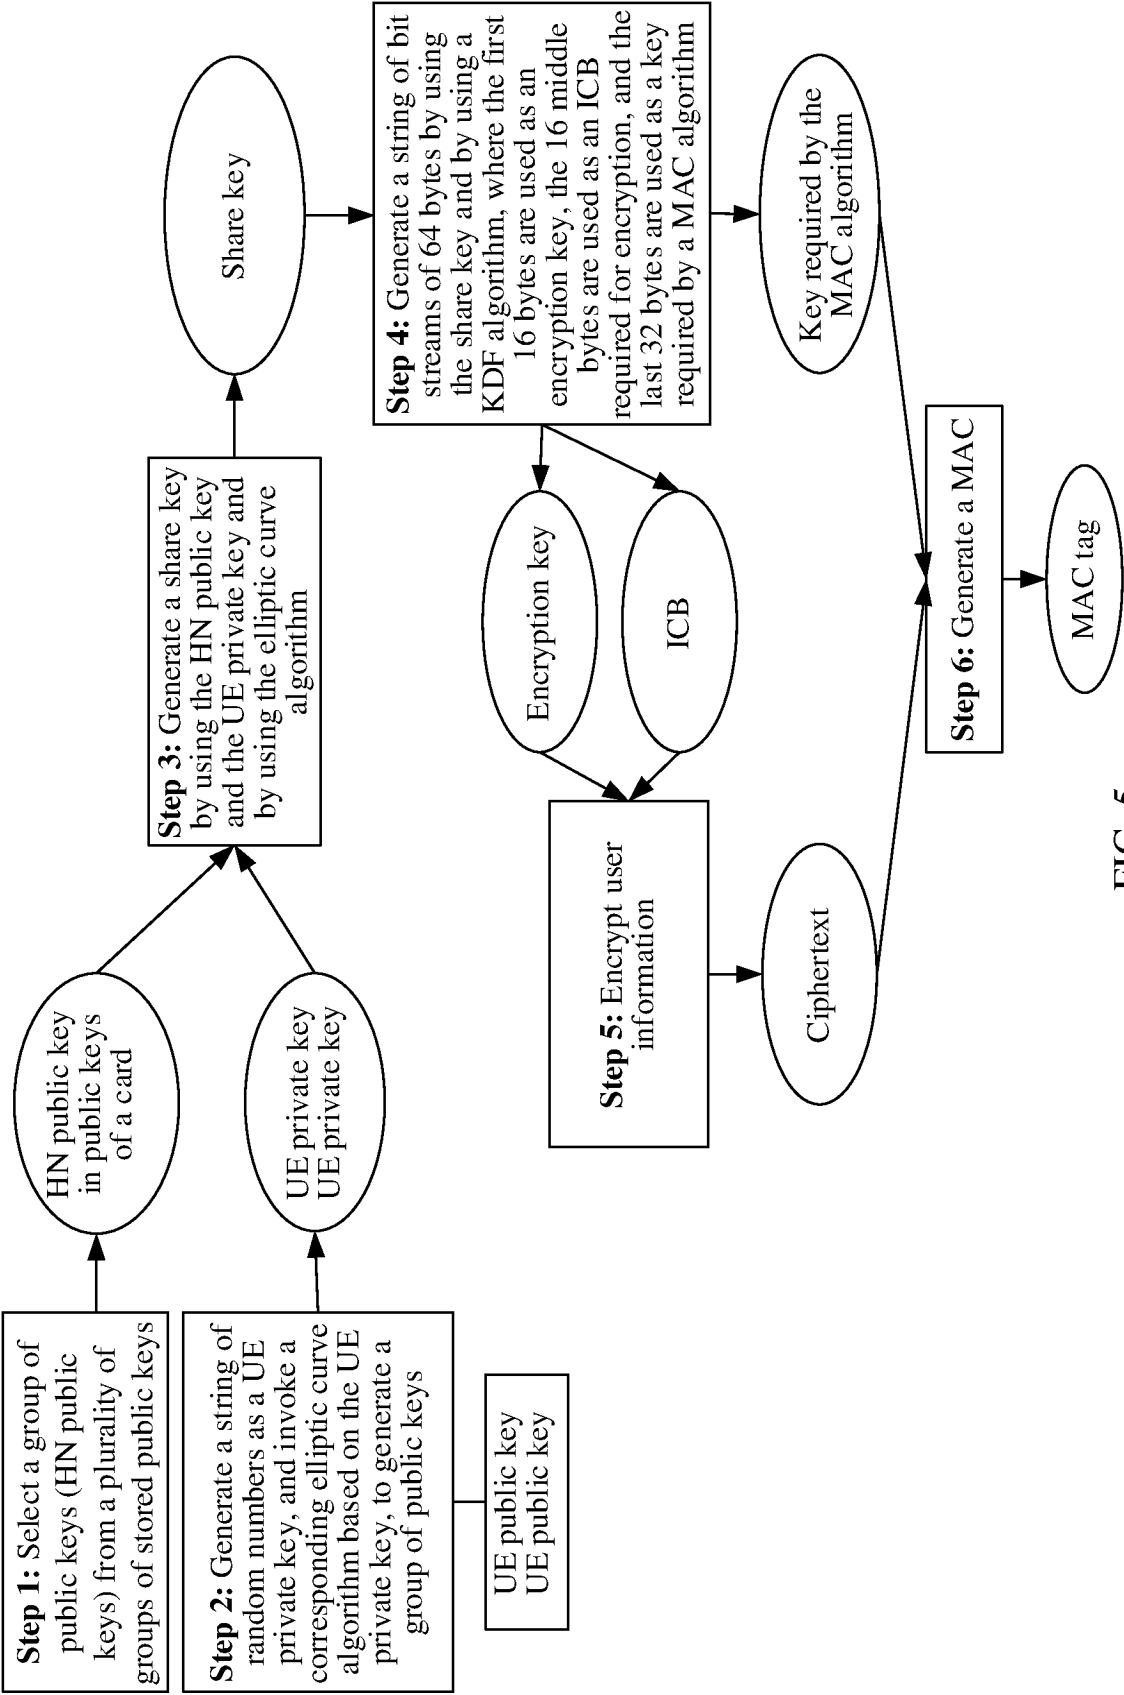 Step 1: Select a group of
public keys (HN public
keys) from a plurality of
groups of stored public keys
HN public key
in public keys
of a card
Step 2: Generate a string of
random numbers as a UE
private key, and invoke a
corresponding elliptic curve
algorithm based on the UE
private key, to generate a
group of public keys
UE private key
UE private key
UE public key
UE public key
Step 3: Generate a share key
by using the HN public key
and the UE private key and
by using the elliptic curve
algorithm
Share key
Step 4: Generate a string of bit
streams of 64 bytes by using
the share key and by using a
KDF algorithm, where the first
16 bytes are used as an
encryption key, the 16 middle
bytes are used as an ICB
required for encryption, and the
last 32 bytes are used as a key
required by a MAC algorithm
Encryption key
ICB
Key required by the
MAC algorithm
Step 5: Encrypt user
information
Ciphertext
Step 6: Generate a MAC
MAC tag
FIG. 5